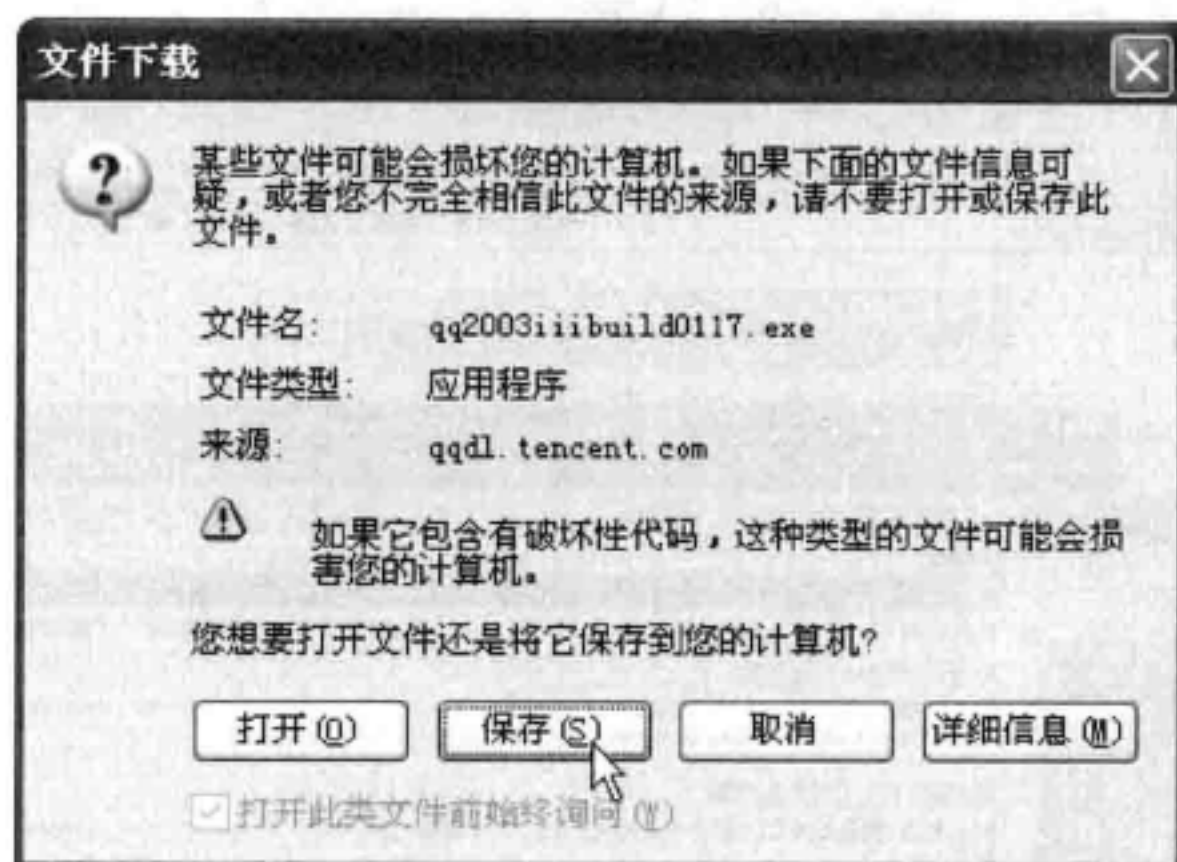 文件下载
某些文件可能会损坏您的计算机。如果下面的文件信息可
疑，或者您不完全相信此文件的来源，请不要打开或保存此
文件。
文件名: qq2003iiibuild0117.exe
文件类型: 应用程序
来源: qqdl.tencent.com
如果它包含有破坏性代码，这种类型的文件可能会损
害您的计算机。
您想要打开文件还是将它保存到您的计算机?
打开(O) 保存(S) 取消 详细信息(M)
打开此类文件前始终询问(Y)